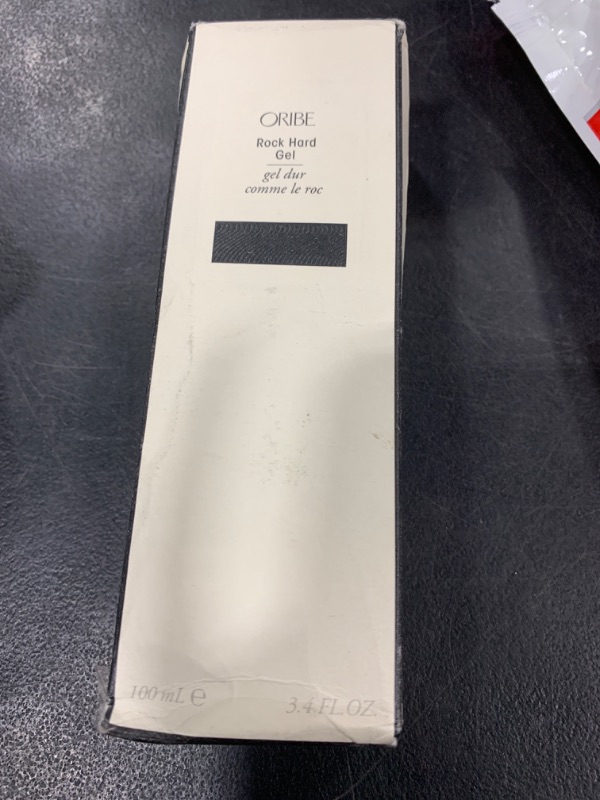 ORIBE
Rock Hard
Gel
gel dur
comme le roc
100 mL ℮
3.4 FL.OZ.